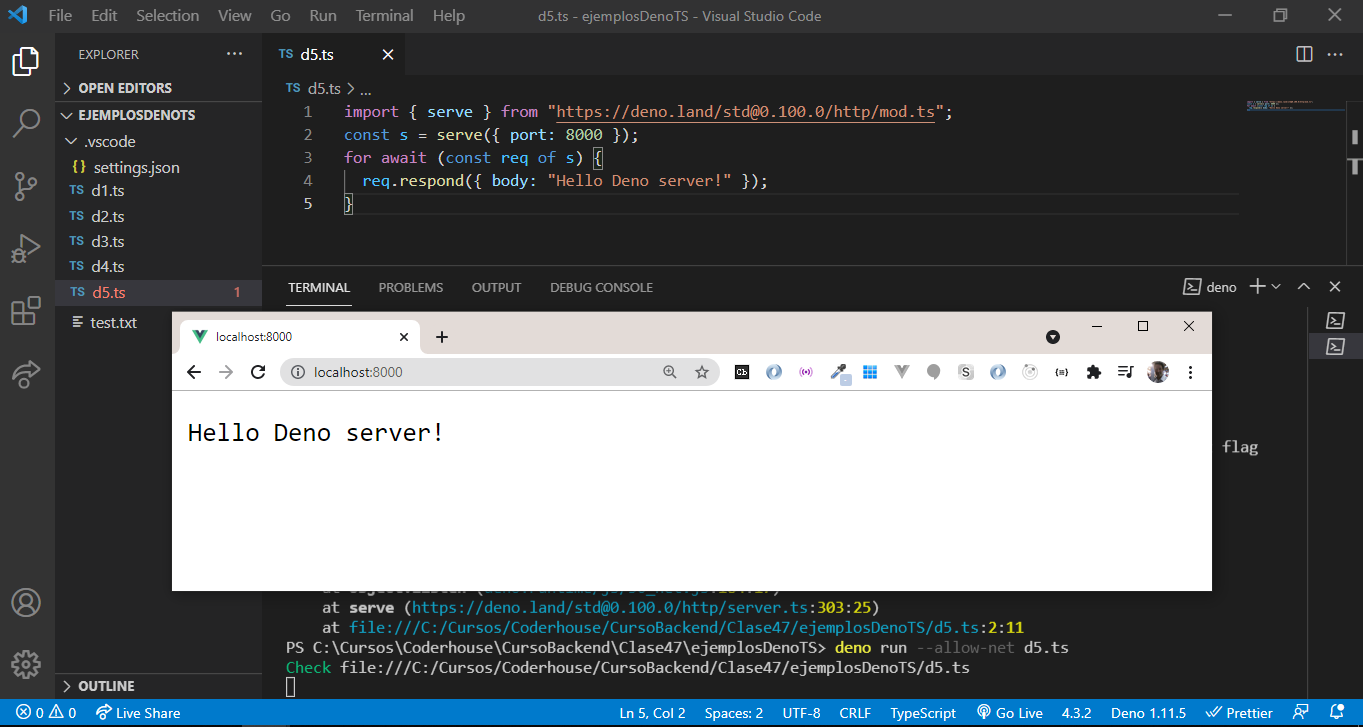 File Edit Selection View Go Run Terminal Help d5.ts - ejemplosDenoTS - Visual Studio Code
EXPLORER
OPEN EDITORS
EJEMPLOSDENOTS
.vscode
{} settings.json
TS d1.ts
TS d2.ts
TS d3.ts
TS d4.ts
TS d5.ts 1
test.txt
OUTLINE
TS d5.ts
TS d5.ts > ...
1 import { serve } from "https://deno.land/std@0.100.0/http/mod.ts";
2 const s = serve({ port: 8000 });
3 for await (const req of s) {
4 req.respond({ body: "Hello Deno server!" });
5 }
TERMINAL PROBLEMS OUTPUT DEBUG CONSOLE deno
localhost:8000
localhost:8000
Hello Deno server!
flag
at serve (https://deno.land/std@0.100.0/http/server.ts:303:25)
at file:///C:/Cursos/Coderhouse/CursoBackend/Clase47/ejemplosDenoTS/d5.ts:2:11
PS C:\Cursos\Coderhouse\CursoBackend\Clase47\ejemplosDenoTS> deno run --allow-net d5.ts
Check file:///C:/Cursos/Coderhouse/CursoBackend/Clase47/ejemplosDenoTS/d5.ts
0 0 Live Share Ln 5, Col 2 Spaces: 2 UTF-8 CRLF TypeScript Go Live 4.3.2 Deno 1.11.5 Prettier